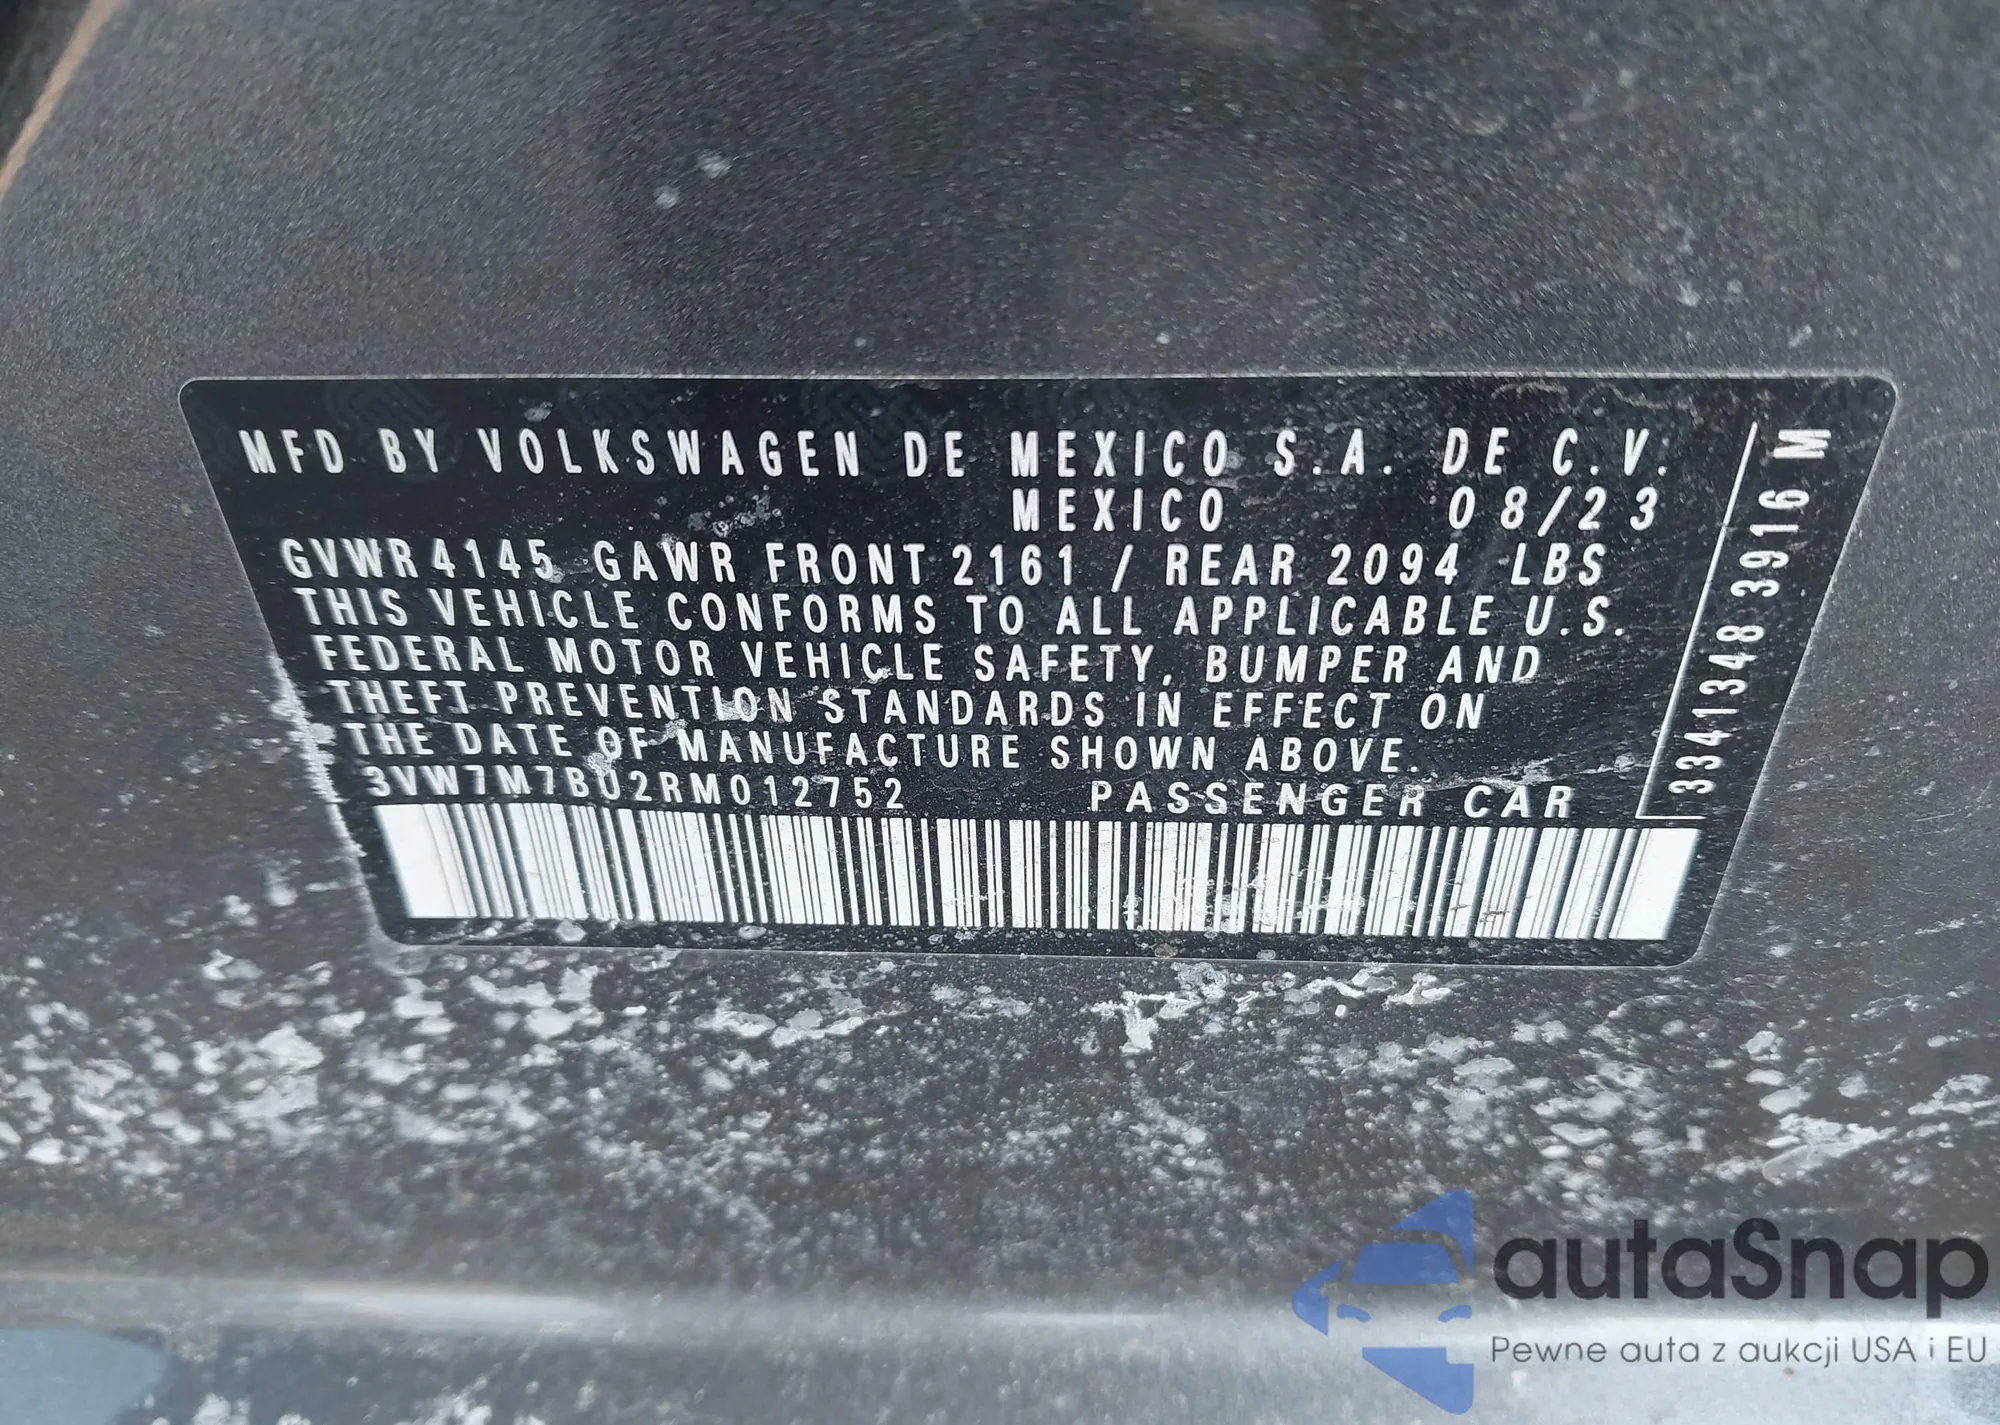 MFD BY VOLKSWAGEN DE MEXICO S.A. DE C.V.
MEXICO 08/23
GVWR 4145 GAWR FRONT 2161 / REAR 2094 LBS
THIS VEHICLE CONFORMS TO ALL APPLICABLE U.S.
FEDERAL MOTOR VEHICLE SAFETY, BUMPER AND
THEFT PREVENTION STANDARDS IN EFFECT ON
THE DATE OF MANUFACTURE SHOWN ABOVE.
3VW7M7BU2RM012752 PASSENGER CAR
3341348 3916 M
autaSnap
Pewne auta z aukcji USA i EU